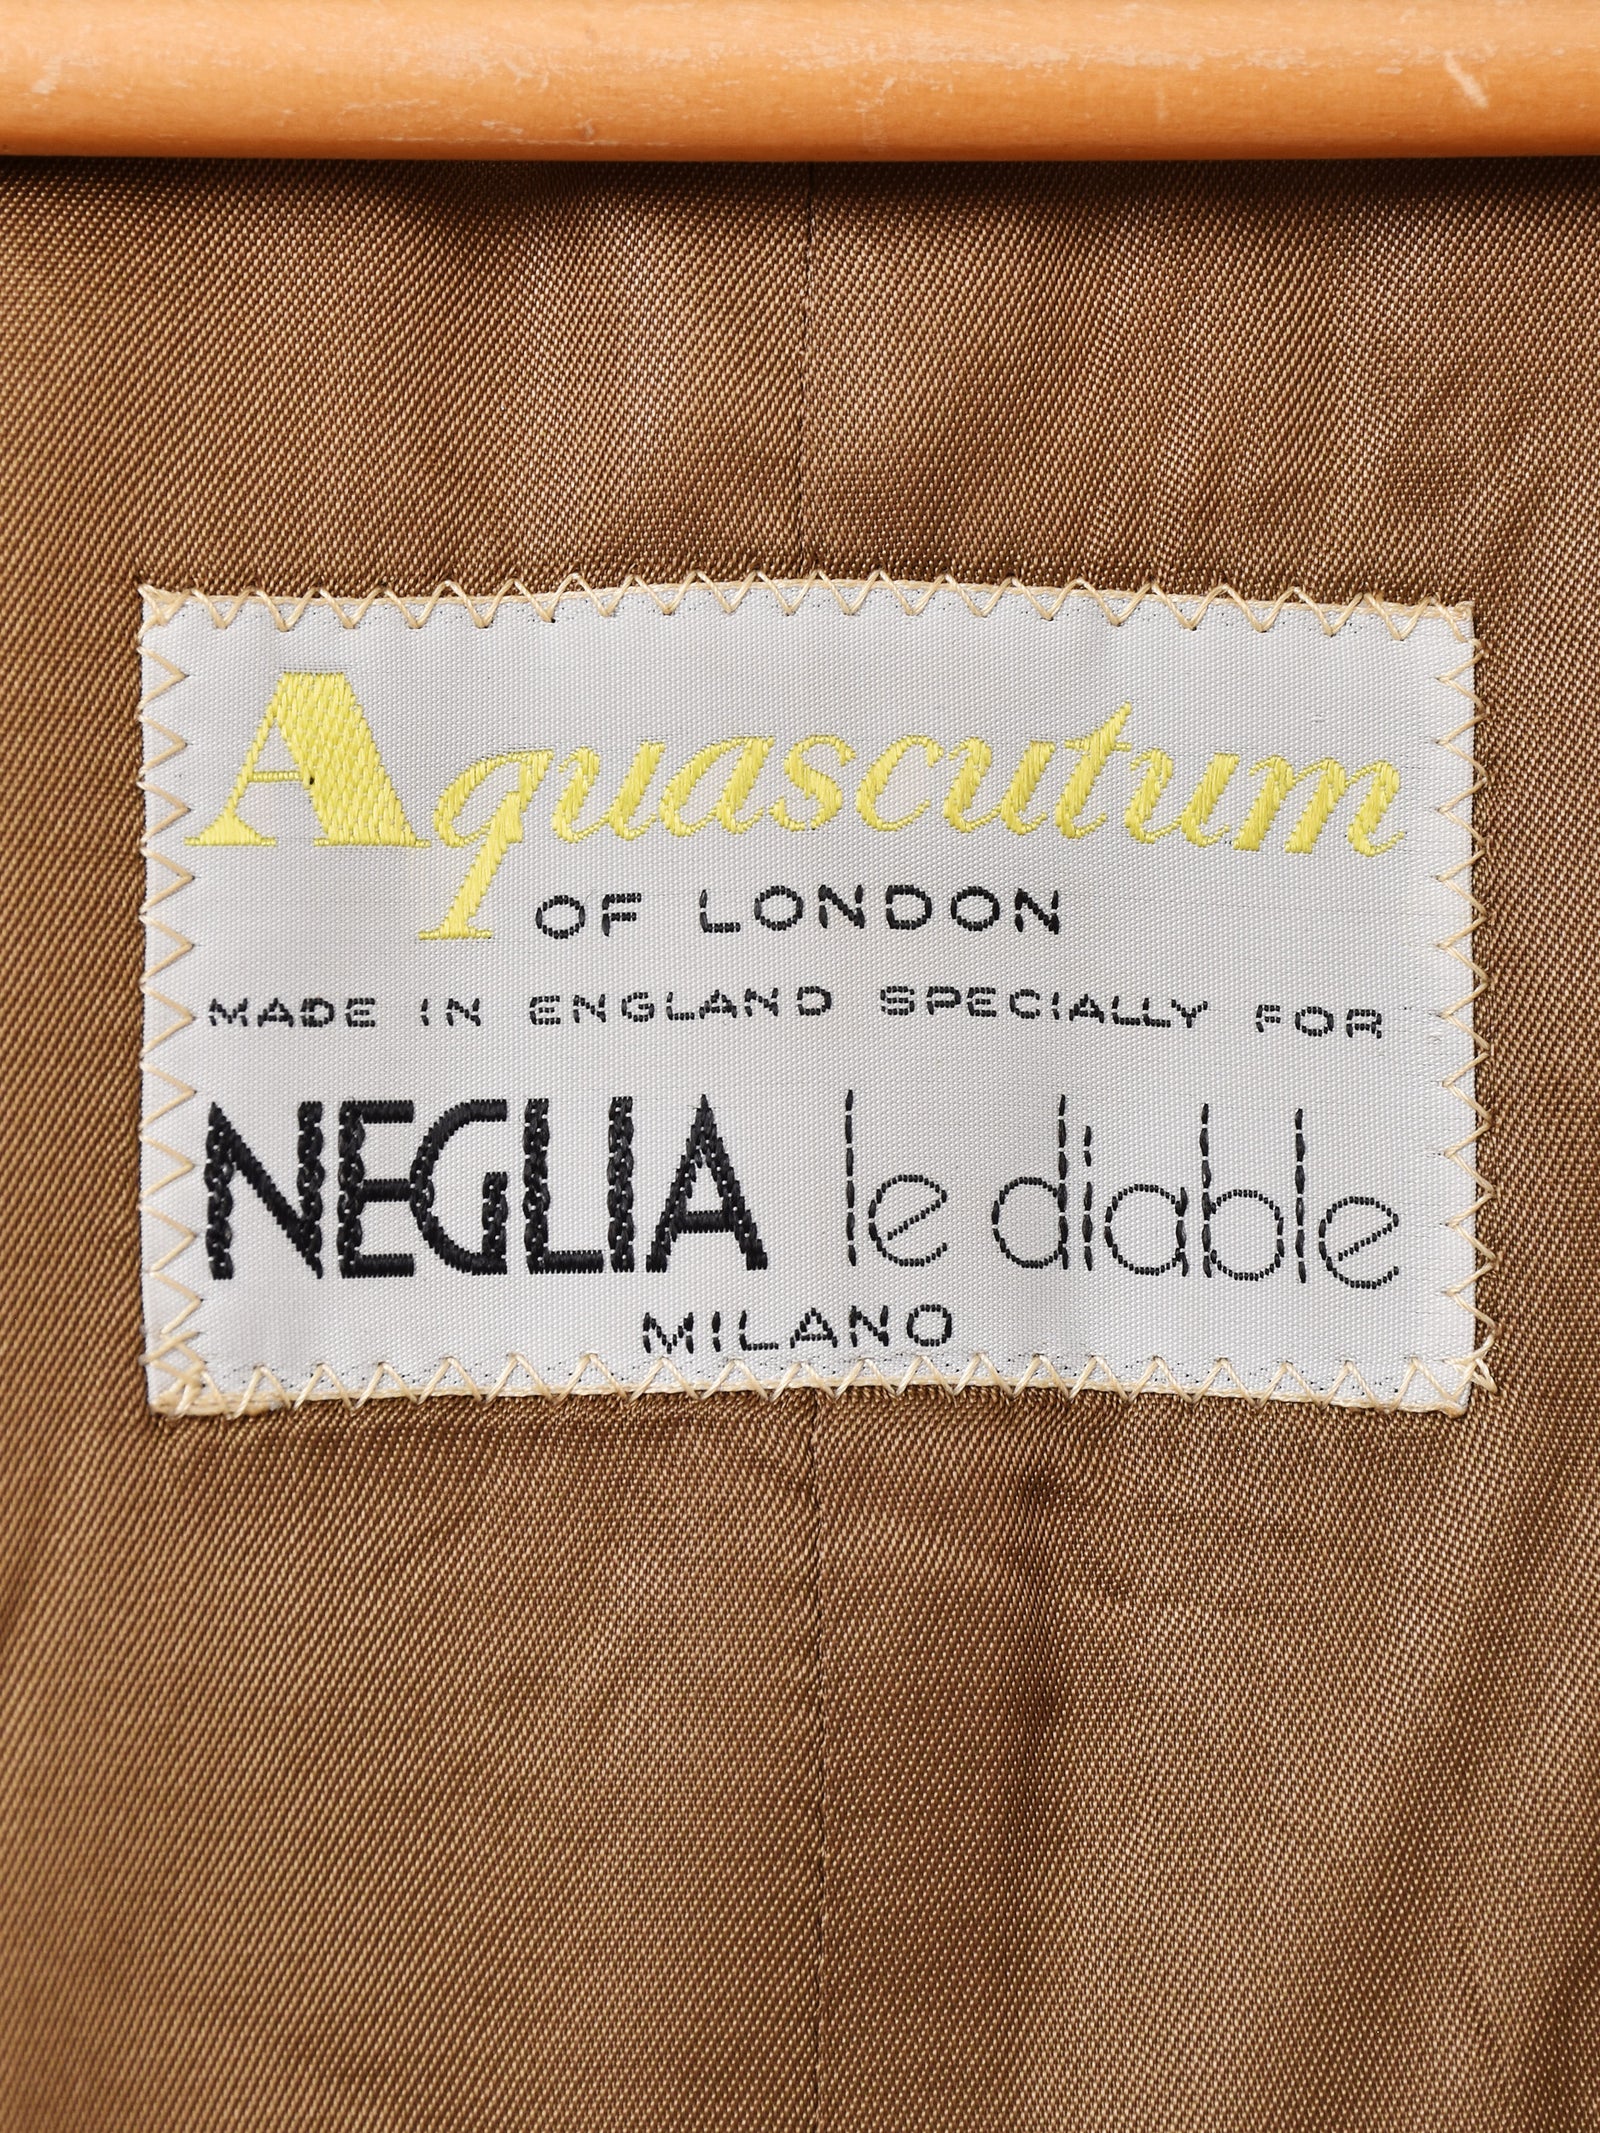 Aquascutum
OF LONDON
MADE IN ENGLAND SPECIALLY FOR
NEGLIA le diable
MILANO